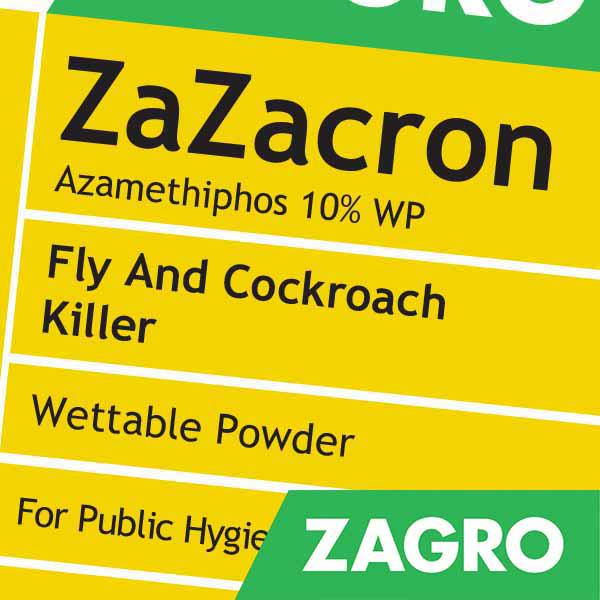 ZaZacron
Azamethiphos 10% WP
Fly And Cockroach
Killer
Wettable Powder
For Public Hygie
ZAGRO